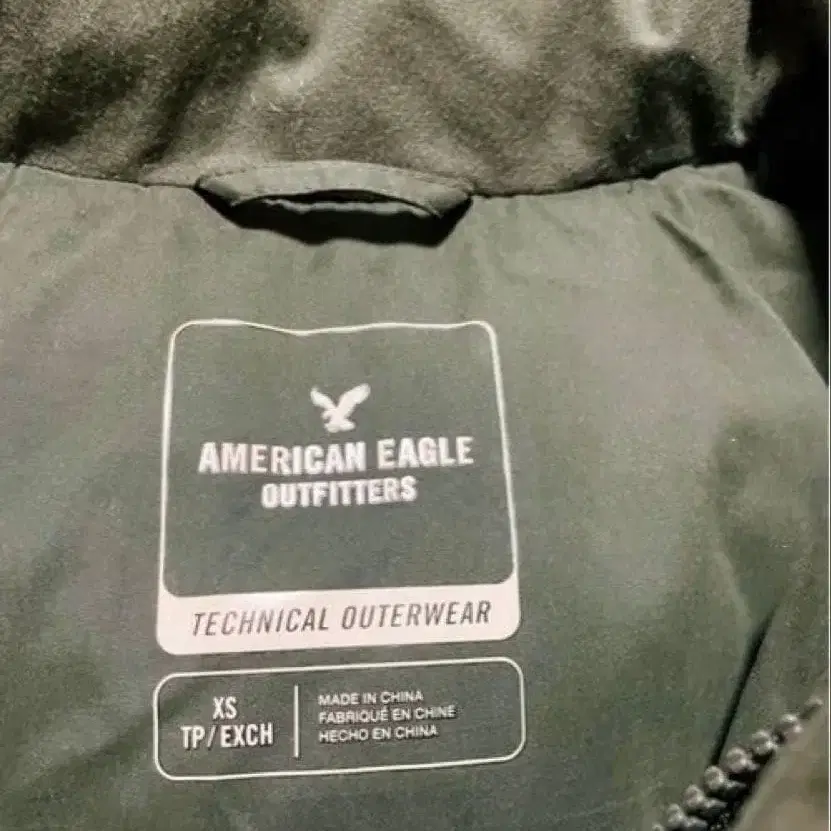 AMERICAN EAGLE
OUTFITTERS
TECHNICAL OUTERWEAR
XS
TP/EXCH
MADE IN CHINA
FABRIQUÉ EN CHINE
HECHO EN CHINA